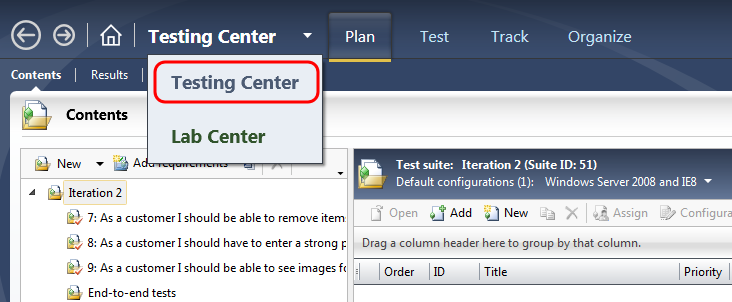 Testing Center Plan Test Track Organize
Contents Results
Testing Center
Lab Center
Contents
New Add requirements
Test suite: Iteration 2 (Suite ID: 51)
Default configurations (1): Windows Server 2008 and IE8
Open Add New Assign Configura
Iteration 2
7: As a customer I should be able to remove items
8: As a customer I should have to enter a strong p
9: As a customer I should be able to see images fo
End-to-end tests
Drag a column header here to group by that column.
Order ID Title Priority